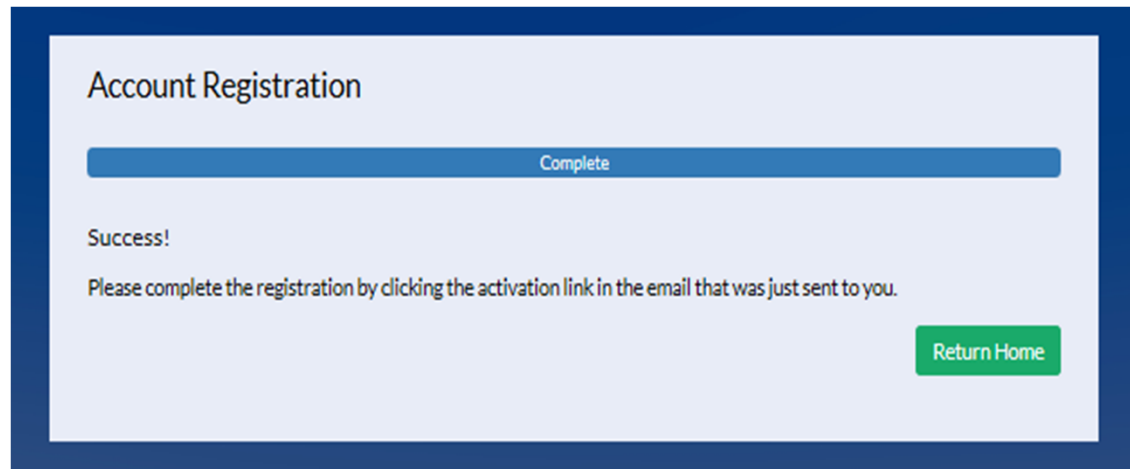 Account Registration
Complete
Success!
Please complete the registration by clicking the activation link in the email that was just sent to you.
Return Home